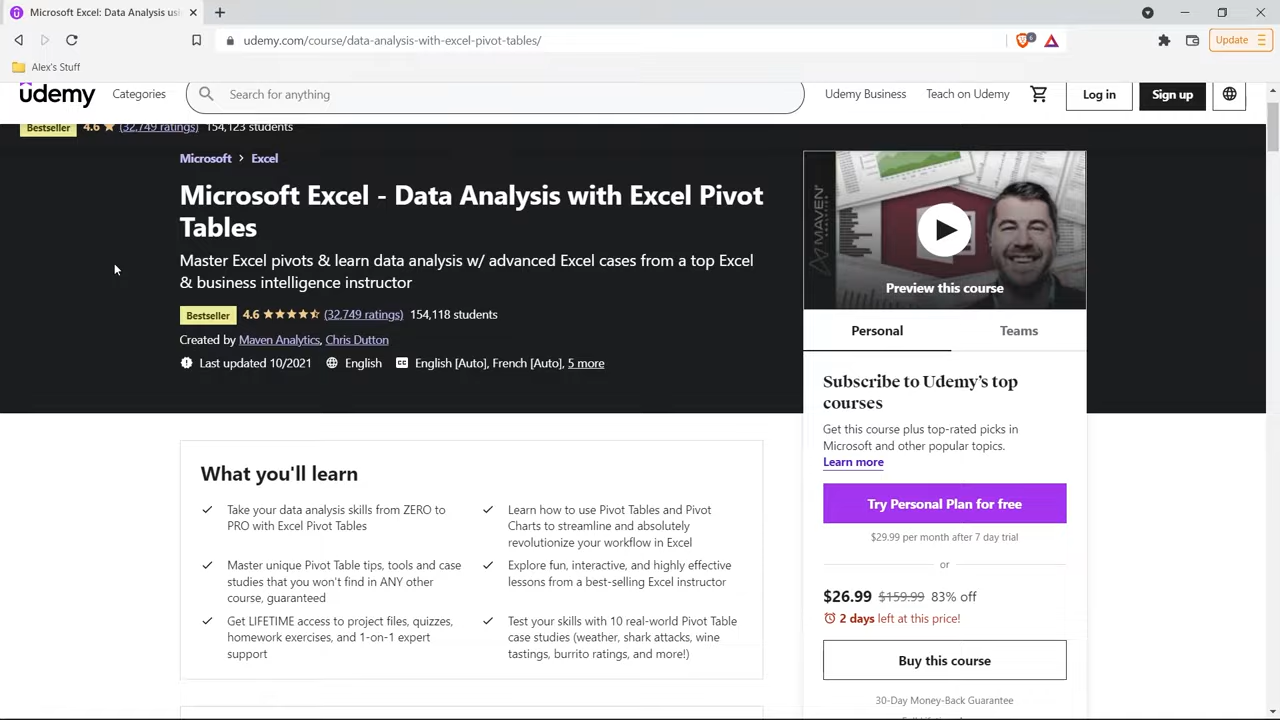 Microsoft Excel: Data Analysis usi
udemy.com/course/data-analysis-with-excel-pivot-tables/
6
Update
Alex's Stuff
udemy
Categories
Search for anything
Udemy Business
Teach on Udemy
Log in
Sign up
Bestseller 4.6 (32,749 ratings) 154,123 students
Microsoft > Excel
Microsoft Excel - Data Analysis with Excel Pivot
Tables
Master Excel pivots & learn data analysis w/ advanced Excel cases from a top Excel
& business intelligence instructor
Bestseller 4.6 (32,749 ratings) 154,118 students
Created by Maven Analytics, Chris Dutton
Last updated 10/2021 English English [Auto], French [Auto], 5 more
MAVEN
Preview this course
Personal
Teams
Subscribe to Udemy's top
courses
Get this course plus top-rated picks in
Microsoft and other popular topics.
Learn more
Try Personal Plan for free
$29.99 per month after 7 day trial
or
$26.99 $159.99 83% off
2 days left at this price!
Buy this course
30-Day Money-Back Guarantee
What you'll learn
Take your data analysis skills from ZERO to
PRO with Excel Pivot Tables
Master unique Pivot Table tips, tools and case
studies that you won't find in ANY other
course, guaranteed
Get LIFETIME access to project files, quizzes,
homework exercises, and 1-on-1 expert
support
Learn how to use Pivot Tables and Pivot
Charts to streamline and absolutely
revolutionize your workflow in Excel
Explore fun, interactive, and highly effective
lessons from a best-selling Excel instructor
Test your skills with 10 real-world Pivot Table
case studies (weather, shark attacks, wine
tastings, burrito ratings, and more!)